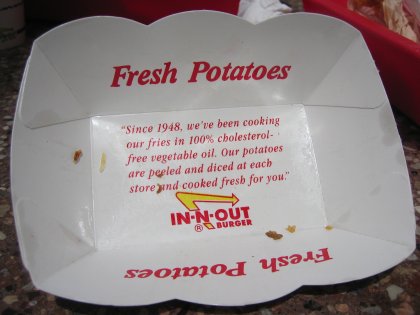 Fresh Potatoes
"Since 1948, we've been cooking
our fries in 100% cholesterol-
free vegetable oil. Our potatoes
are peeled and diced at each
store and cooked fresh for you."
IN-N-OUT
BURGER
®
Fresh Potatoes